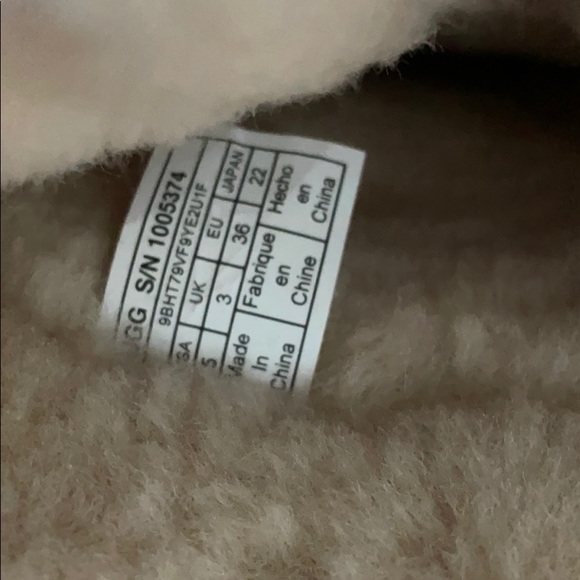 GG S/N 1005374
9BHT79VF9YE2U1F
SA UK EU JAPAN
5 3 36 22
Made Fabrique Hecho
In en en
China Chine China